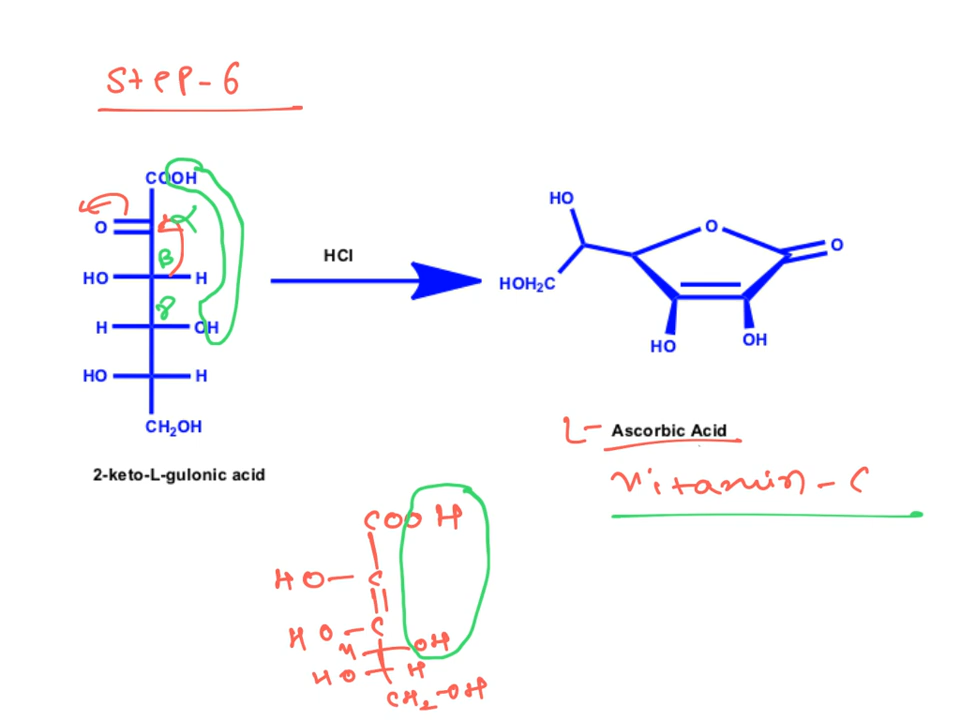 Step-6
COOH
O
α
β
HO H
γ
H OH
HO H
CH₂OH
2-keto-L-gulonic acid
HCl
HO
O
O
HOH₂C
HO
OH
L- Ascorbic Acid
Vitamin-C
COOH
HO- C
HO -C
H OH
HO H
CH₂-OH